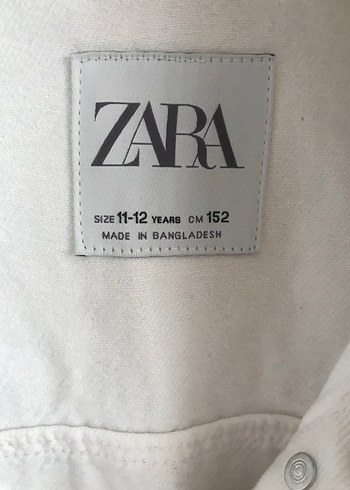 ZARA
SIZE 11-12 YEARS CM 152
MADE IN BANGLADESH